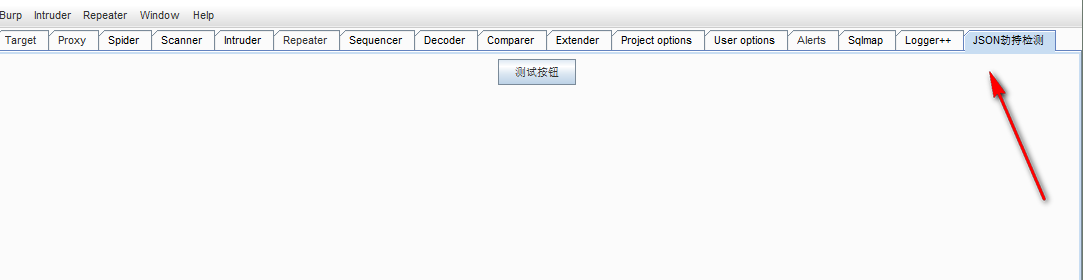 Burp Intruder Repeater Window Help
Target Proxy Spider Scanner Intruder Repeater Sequencer Decoder Comparer Extender Project options User options Alerts Sqlmap Logger++ JSON劫持检测
测试按钮